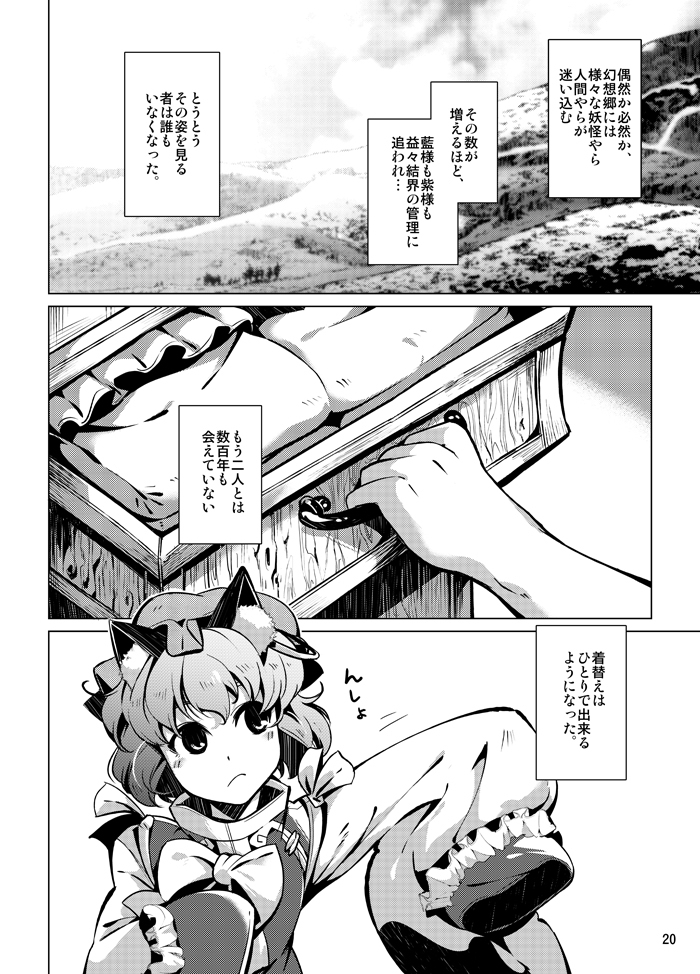 偶然か必然か、
幻想郷には
様々な妖怪やら
人間やらが
迷い込む
その数が
増えるほど、
藍様も紫様も
益々結界の管理に
追われ…
とうとう
その姿を見る
者は誰も
いなくなった。
もう二人とは
数百年も
会えていない
着替えは
ひとりで出来る
ようになった。
んしょ
20